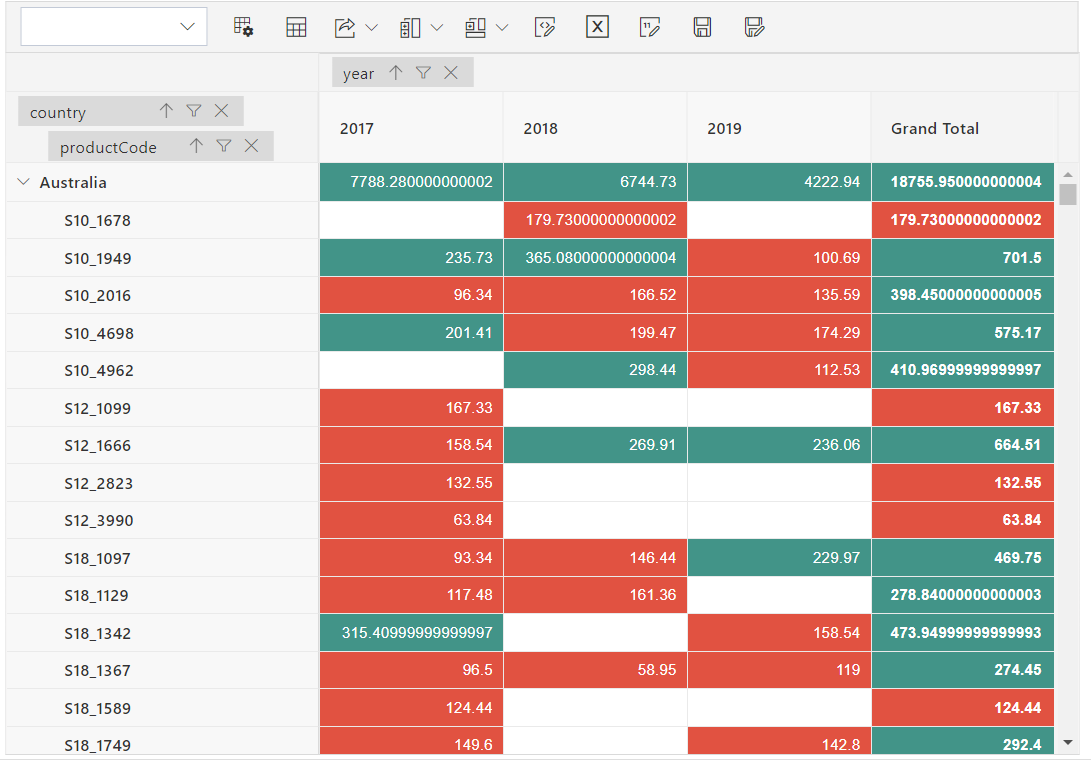 year
country
productCode
2017 2018 2019 Grand Total
Australia 7788.280000000002 6744.73 4222.94 18755.950000000004
S10_1678 179.73000000000002 179.73000000000002
S10_1949 235.73 365.08000000000004 100.69 701.5
S10_2016 96.34 166.52 135.59 398.45000000000005
S10_4698 201.41 199.47 174.29 575.17
S10_4962 298.44 112.53 410.96999999999997
S12_1099 167.33 167.33
S12_1666 158.54 269.91 236.06 664.51
S12_2823 132.55 132.55
S12_3990 63.84 63.84
S18_1097 93.34 146.44 229.97 469.75
S18_1129 117.48 161.36 278.84000000000003
S18_1342 315.40999999999997 158.54 473.94999999999993
S18_1367 96.5 58.95 119 274.45
S18_1589 124.44 124.44
S18_1749 149.6 142.8 292.4